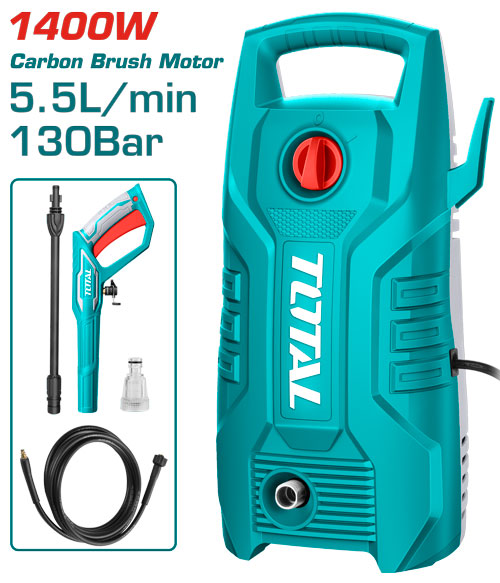 1400W
Carbon Brush Motor
5.5L/min
130Bar
TOTAL
TOTAL